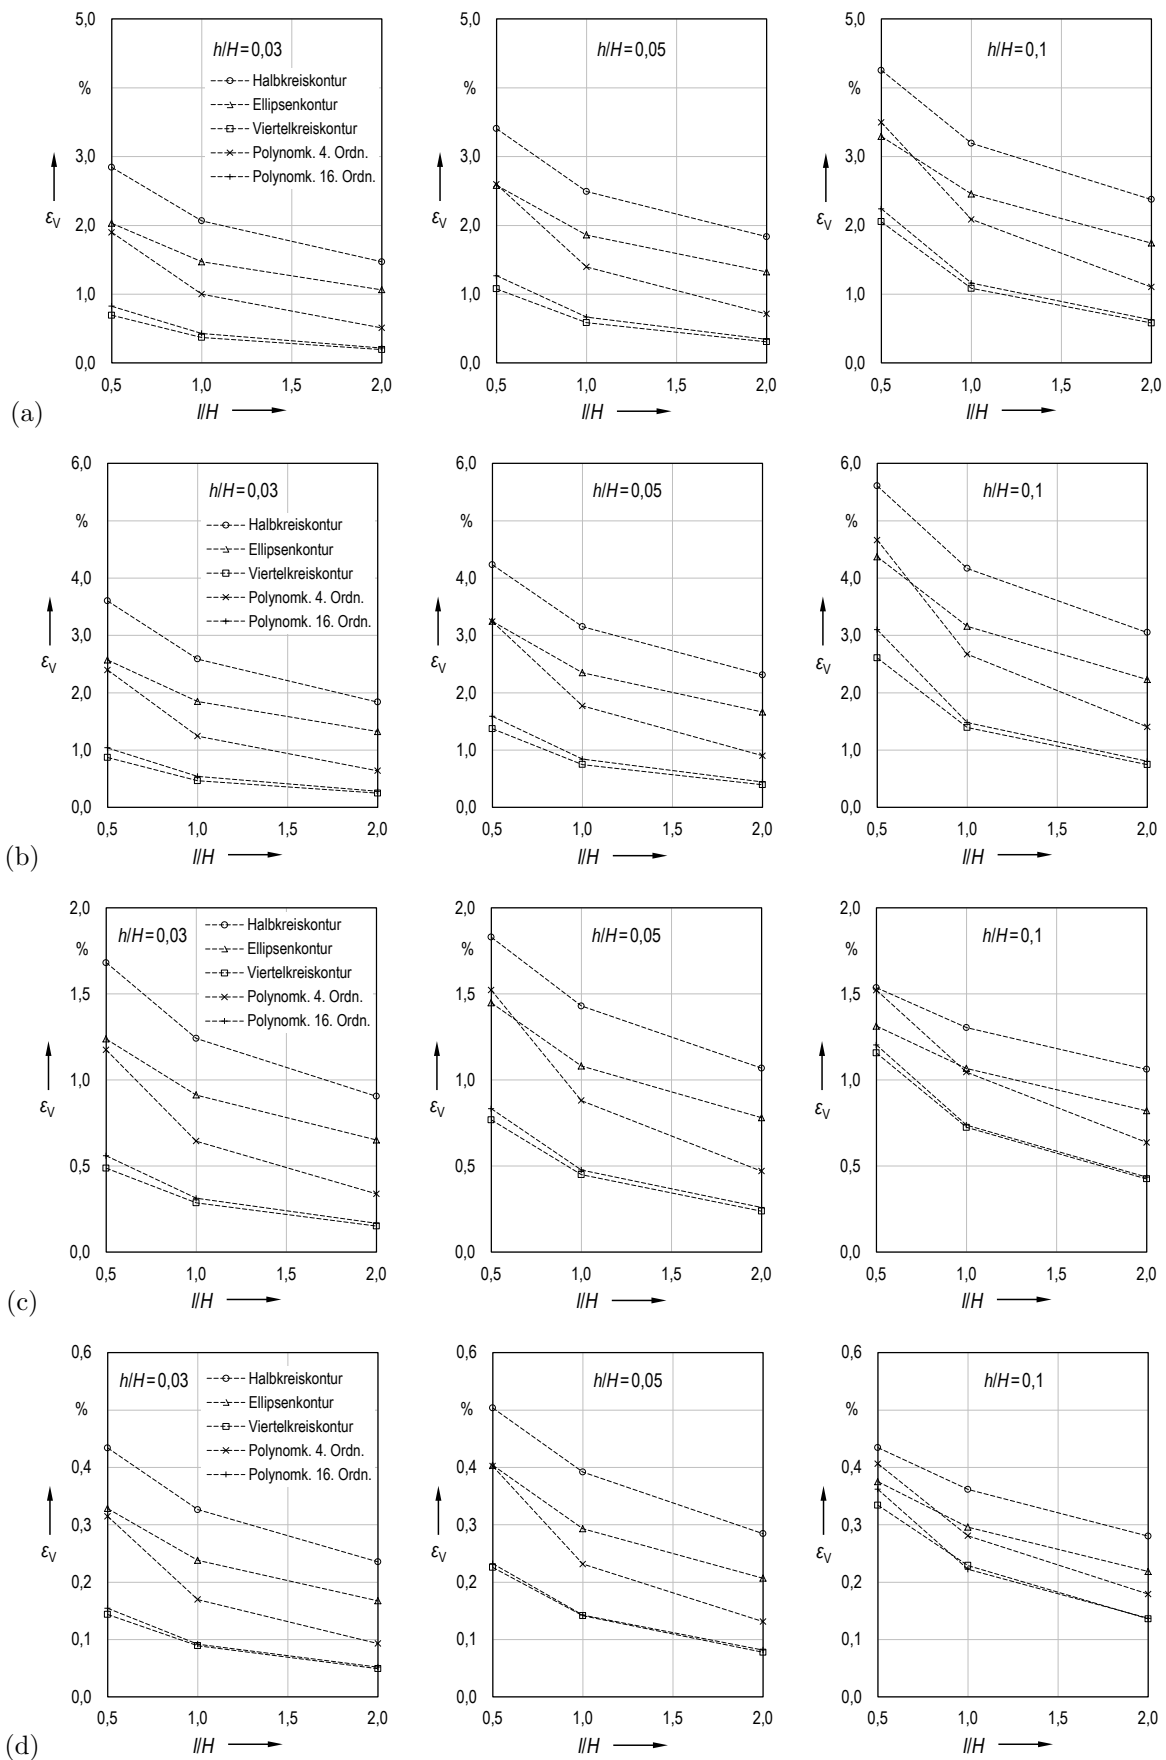 5,0
%
3,0
εV
2,0
1,0
0,0
h/H=0,03
Halbkreiskontur
Ellipsenkontur
Viertelkreiskontur
Polynomk. 4. Ordn.
Polynomk. 16. Ordn.
0,5 1,0 1,5 2,0
l/H
5,0
%
3,0
εV
2,0
1,0
0,0
h/H=0,05
0,5 1,0 1,5 2,0
l/H
5,0
%
3,0
εV
2,0
1,0
0,0
h/H=0,1
0,5 1,0 1,5 2,0
l/H
(a)
6,0
%
4,0
3,0
εV
2,0
1,0
0,0
h/H=0,03
Halbkreiskontur
Ellipsenkontur
Viertelkreiskontur
Polynomk. 4. Ordn.
Polynomk. 16. Ordn.
0,5 1,0 1,5 2,0
l/H
6,0
%
4,0
3,0
εV
2,0
1,0
0,0
h/H=0,05
0,5 1,0 1,5 2,0
l/H
6,0
%
4,0
3,0
εV
2,0
1,0
0,0
h/H=0,1
0,5 1,0 1,5 2,0
l/H
(b)
2,0
%
1,5
1,0
εV
0,5
0,0
h/H=0,03
Halbkreiskontur
Ellipsenkontur
Viertelkreiskontur
Polynomk. 4. Ordn.
Polynomk. 16. Ordn.
0,5 1,0 1,5 2,0
l/H
2,0
%
1,5
1,0
εV
0,5
0,0
h/H=0,05
0,5 1,0 1,5 2,0
l/H
2,0
%
1,5
1,0
εV
0,5
0,0
h/H=0,1
0,5 1,0 1,5 2,0
l/H
(c)
0,6
%
0,4
0,3
εV
0,2
0,1
0,0
h/H=0,03
Halbkreiskontur
Ellipsenkontur
Viertelkreiskontur
Polynomk. 4. Ordn.
Polynomk. 16. Ordn.
0,5 1,0 1,5 2,0
l/H
0,6
%
0,4
0,3
εV
0,2
0,1
0,0
h/H=0,05
0,5 1,0 1,5 2,0
l/H
0,6
%
0,4
0,3
εV
0,2
0,1
0,0
h/H=0,1
0,5 1,0 1,5 2,0
l/H
(d)